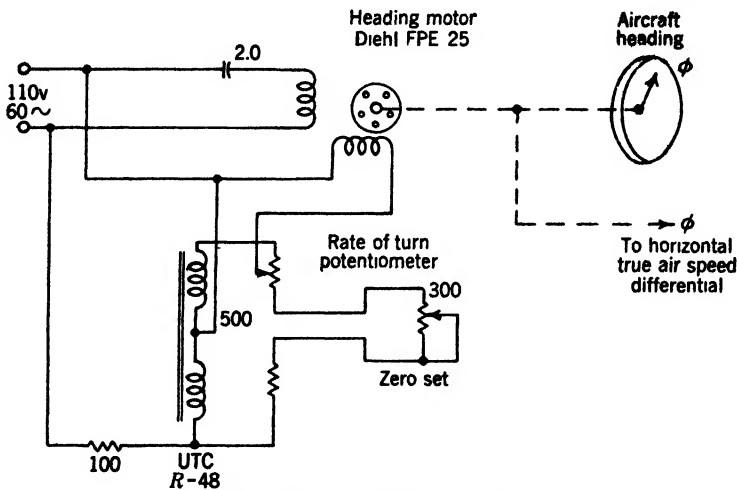 Heading motor
Diehl FPE 25
Aircraft
heading
ϕ
2.0
110v
60~
ϕ
To horizontal
true air speed
differential
Rate of turn
potentiometer
500
300
Zero set
100
UTC
R-48